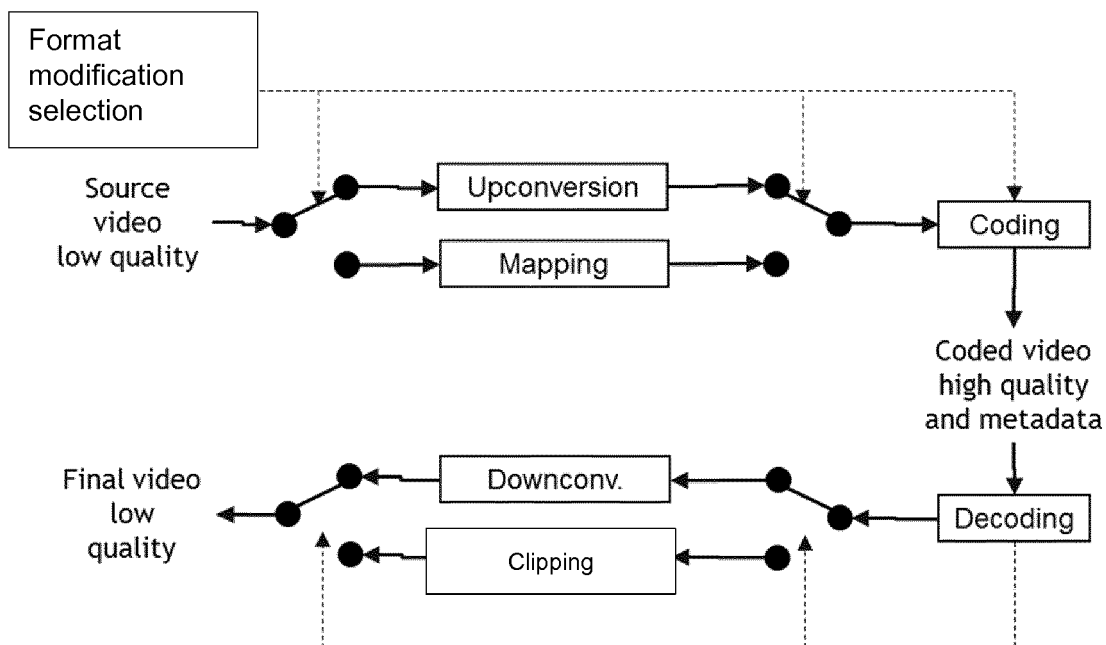 Format
modification
selection
Source
video
low quality
Upconversion
Mapping
Coding
Coded video
high quality
and metadata
Final video
low
quality
Downconv.
Clipping
Decoding